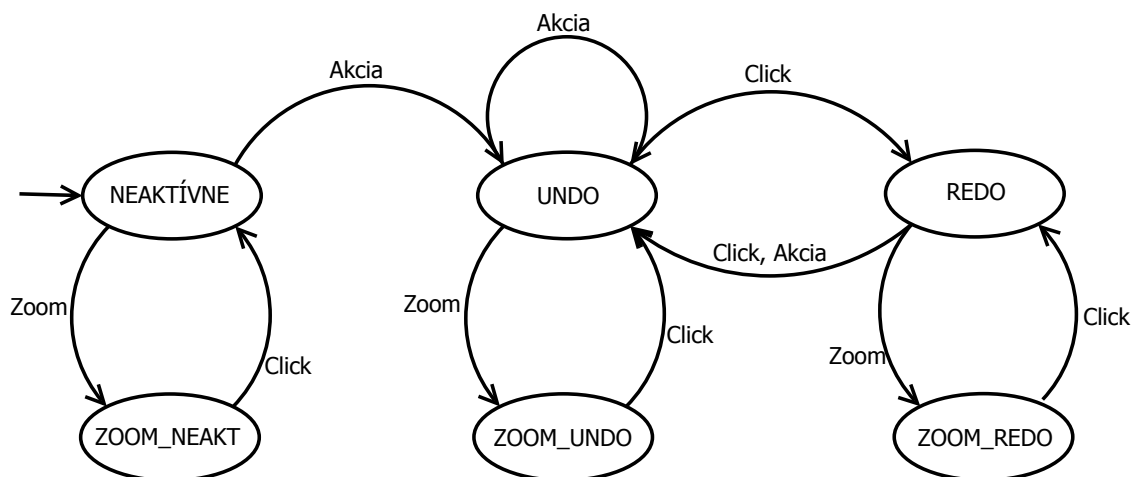 Akcia
Akcia
Click
NEAKTÍVNE
UNDO
REDO
Click, Akcia
Zoom
Zoom
Click
Click
Zoom
Click
ZOOM_NEAKT
ZOOM_UNDO
ZOOM_REDO